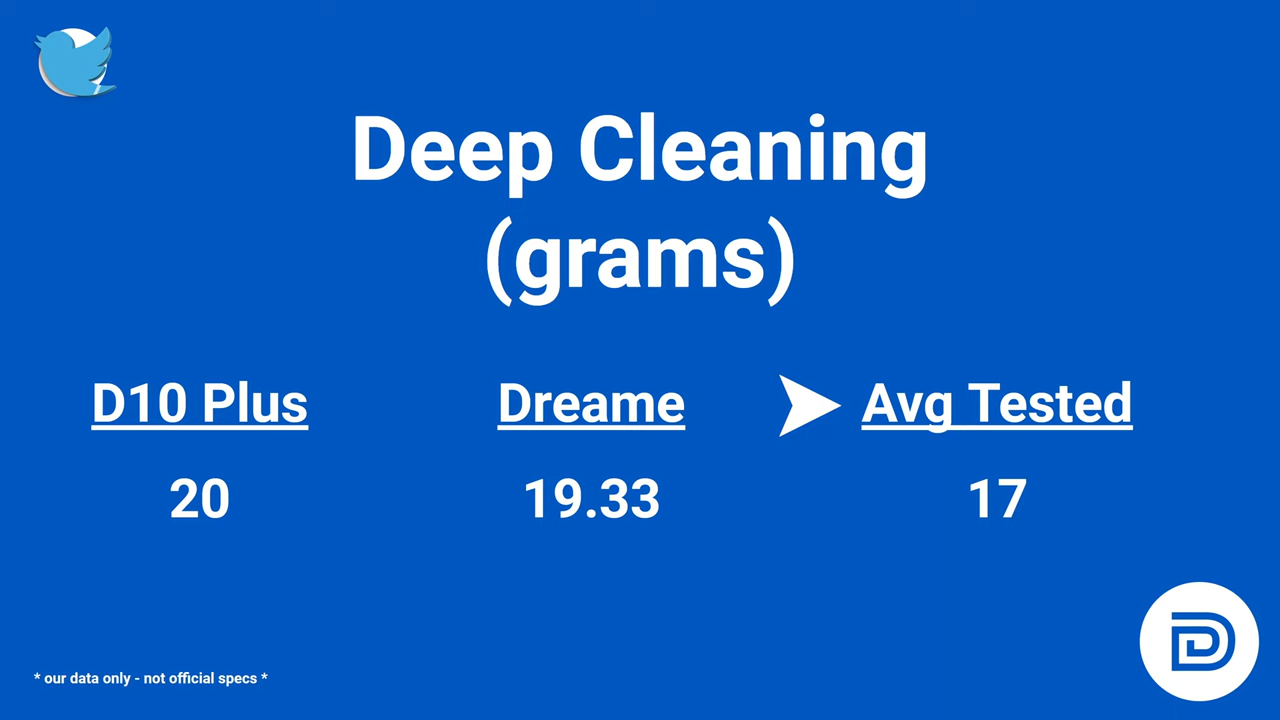 Deep Cleaning
(grams)
D10 Plus Dreame Avg Tested
20 19.33 17
* our data only - not official specs *